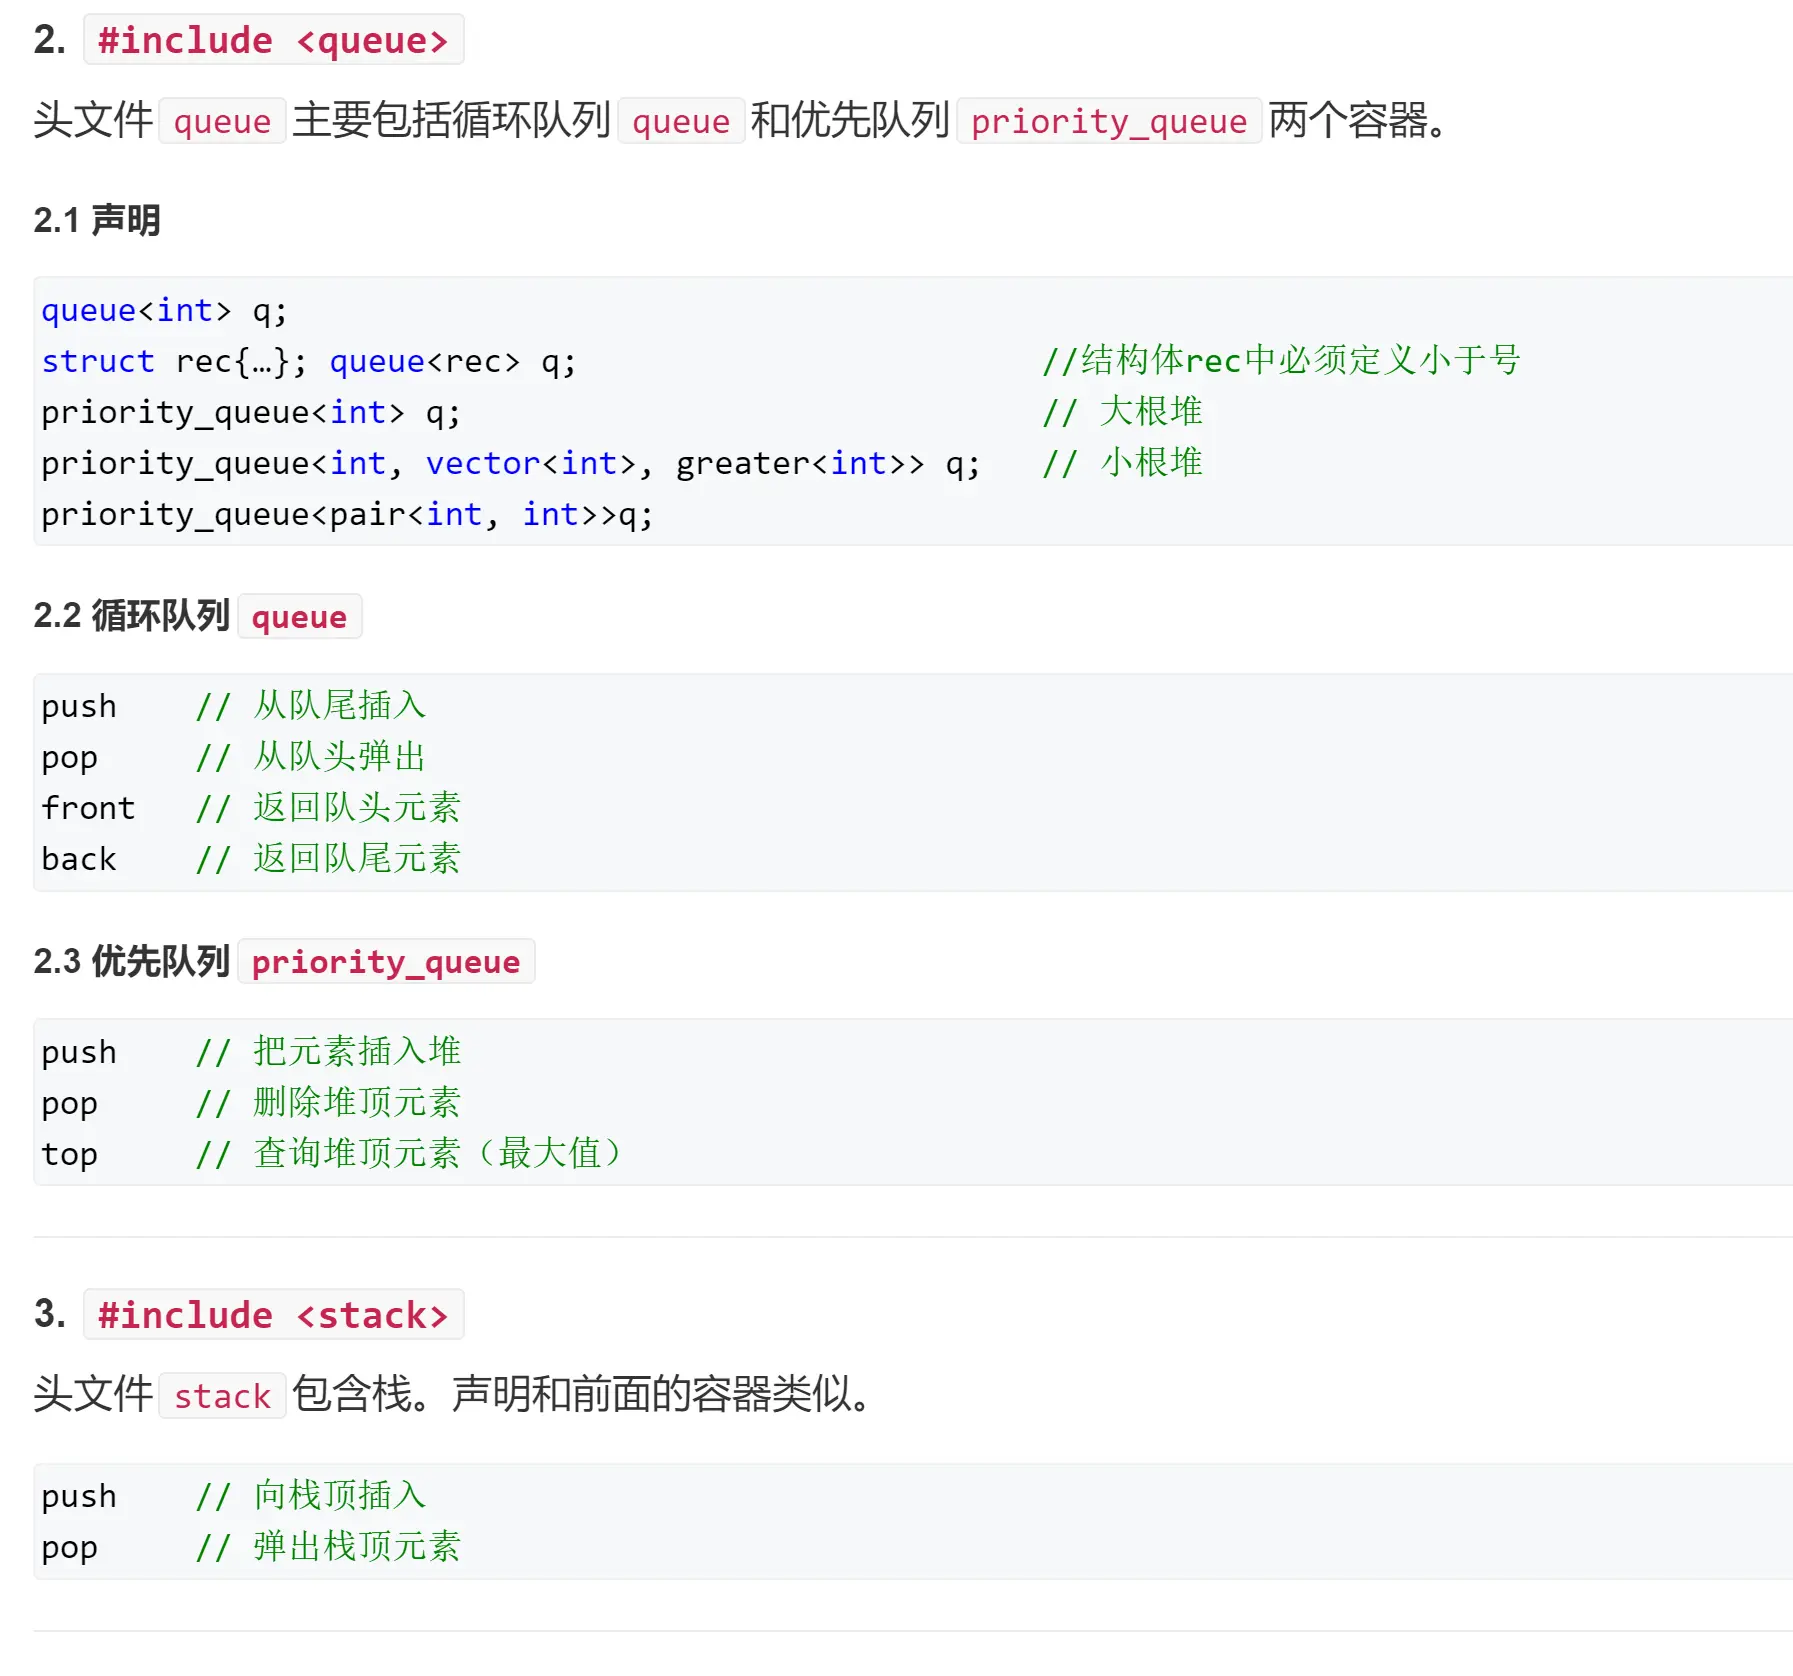 2. #include <queue>
头文件 queue 主要包括循环队列 queue 和优先队列 priority_queue 两个容器。
2.1 声明
queue<int> q;
struct rec{…}; queue<rec> q; //结构体rec中必须定义小于号
priority_queue<int> q; // 大根堆
priority_queue<int, vector<int>, greater<int>> q; // 小根堆
priority_queue<pair<int, int>>q;
2.2 循环队列 queue
push // 从队尾插入
pop // 从队头弹出
front // 返回队头元素
back // 返回队尾元素
2.3 优先队列 priority_queue
push // 把元素插入堆
pop // 删除堆顶元素
top // 查询堆顶元素（最大值）
3. #include <stack>
头文件 stack 包含栈。声明和前面的容器类似。
push // 向栈顶插入
pop // 弹出栈顶元素